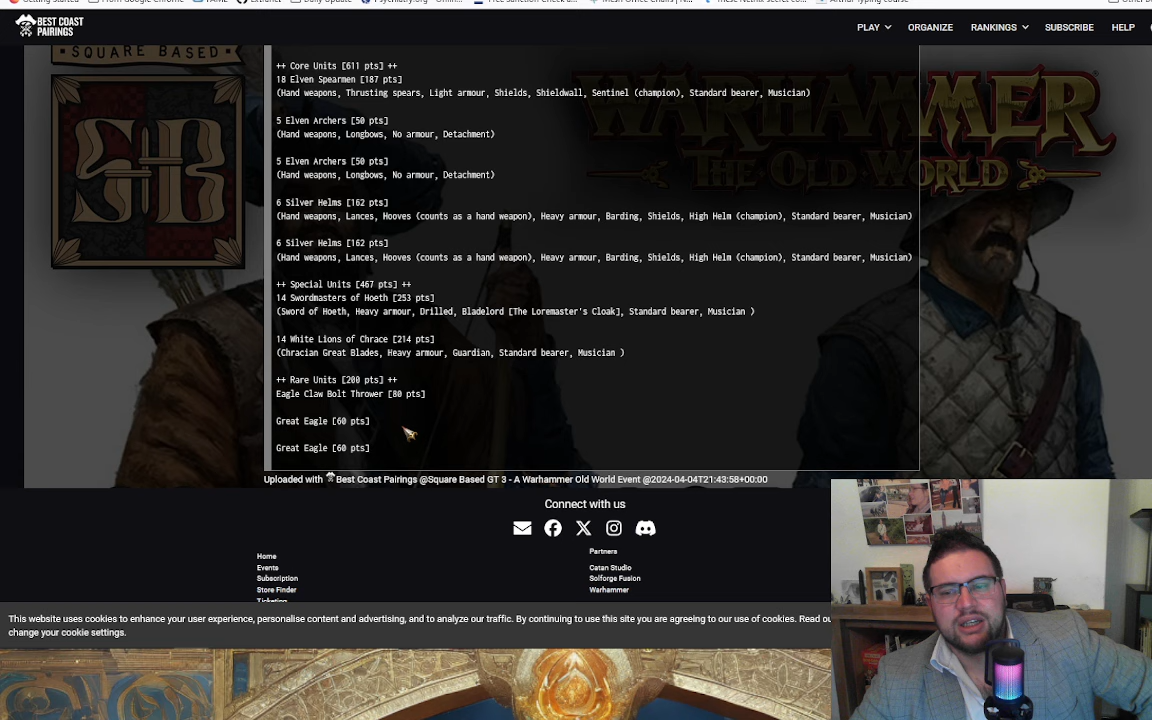 Getting Started
From Google Chrome
Extranet
Daily Update
BEST COAST
PAIRINGS
PLAY
ORGANIZE
RANKINGS
SUBSCRIBE
HELP
• SQUARE BASED •
SB
WARHAMMER
THE OLD WORLD
++ Core Units [611 pts] ++
18 Elven Spearmen [187 pts]
(Hand weapons, Thrusting spears, Light armour, Shields, Shieldwall, Sentinel (champion), Standard bearer, Musician)
5 Elven Archers [50 pts]
(Hand weapons, Longbows, No armour, Detachment)
5 Elven Archers [50 pts]
(Hand weapons, Longbows, No armour, Detachment)
6 Silver Helms [162 pts]
(Hand weapons, Lances, Hooves (counts as a hand weapon), Heavy armour, Barding, Shields, High Helm (champion), Standard bearer, Musician)
6 Silver Helms [162 pts]
(Hand weapons, Lances, Hooves (counts as a hand weapon), Heavy armour, Barding, Shields, High Helm (champion), Standard bearer, Musician)
++ Special Units [467 pts] ++
14 Swordmasters of Hoeth [253 pts]
(Sword of Hoeth, Heavy armour, Drilled, Bladelord [The Loremaster's Cloak], Standard bearer, Musician )
14 White Lions of Chrace [214 pts]
(Chracian Great Blades, Heavy armour, Guardian, Standard bearer, Musician )
++ Rare Units [200 pts] ++
Eagle Claw Bolt Thrower [80 pts]
Great Eagle [60 pts]
Great Eagle [60 pts]
Uploaded with Best Coast Pairings @Square Based GT 3 - A Warhammer Old World Event @2024-04-04T21:43:58+00:00
Connect with us
Home
Events
Subscription
Store Finder
Ticketing
Partners
Catan Studio
Solforge Fusion
Warhammer
This website uses cookies to enhance your user experience, personalise content and advertising, and to analyze our traffic. By continuing to use this site you are agreeing to our use of cookies. Read ou
change your cookie settings.